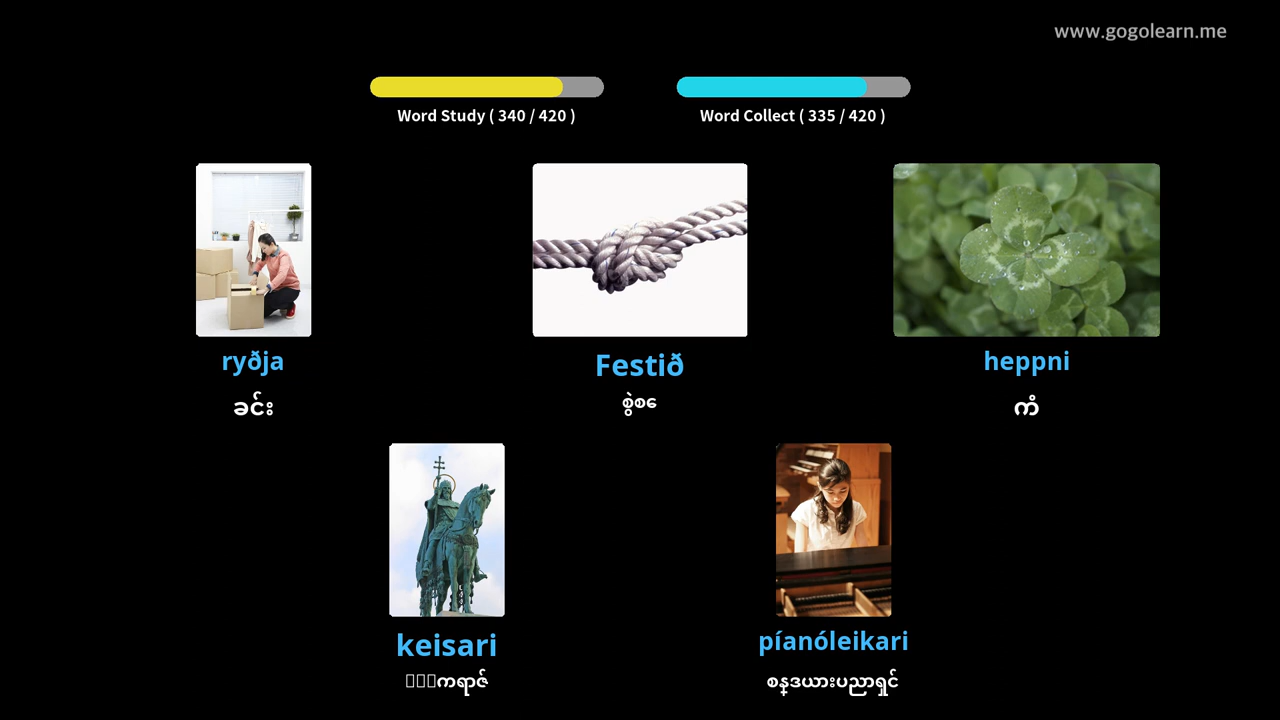 www.gogolearn.me
Word Study ( 340 / 420 )
Word Collect ( 335 / 420 )
ryðja
Festið
heppni
ခင်း
စွဲစေ
ကံ
keisari
píanóleikari
ကရာဇ်
စန္ဒယားပညာရှင်